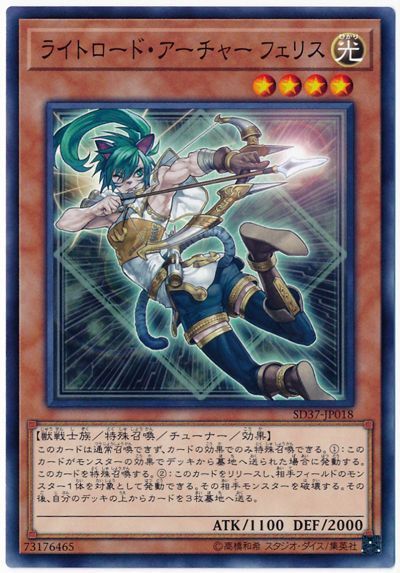 ライトロード・アーチャー フェリス
光
SD37-JP018
【獣戦士族／特殊召喚／チューナー／効果】
このカードは通常召喚できず、カードの効果でのみ特殊召喚できる。①：この
カードがモンスターの効果でデッキから墓地へ送られた場合に発動する。
このカードを特殊召喚する。②：このカードをリリースし、相手フィールドのモン
スター１体を対象として発動できる。そのモンスターを破壊する。その
後、自分のデッキの上からカードを３枚墓地へ送る。
ATK/1100 DEF/2000
73176465
©高橋和希 スタジオ・ダイス/集英社